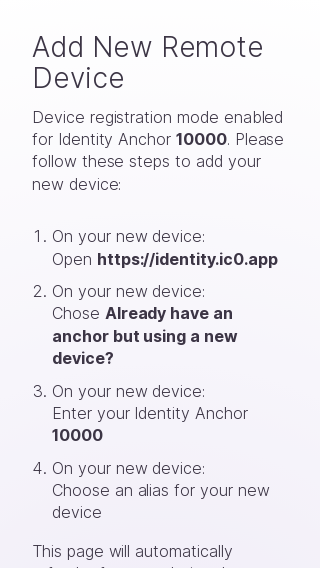 Add New Remote
Device
Device registration mode enabled
for Identity Anchor 10000. Please
follow these steps to add your
new device:
1. On your new device:
Open https://identity.ic0.app
2. On your new device:
Chose Already have an
anchor but using a new
device?
3. On your new device:
Enter your Identity Anchor
10000
4. On your new device:
Choose an alias for your new
device
This page will automatically